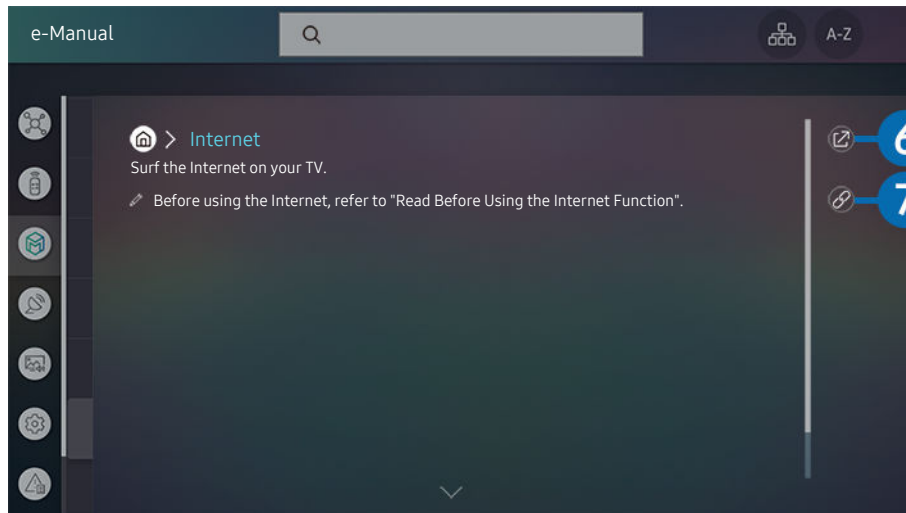 e-Manual
A-Z
Internet
Surf the Internet on your TV.
Before using the Internet, refer to "Read Before Using the Internet Function".
6
7